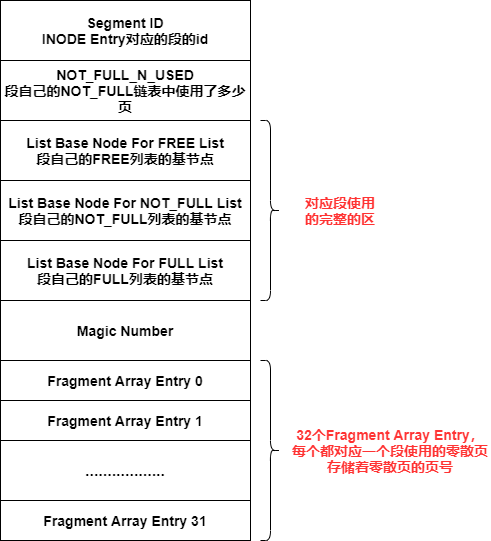 Segment ID
INODE Entry对应的段的id
NOT_FULL_N_USED
段自己的NOT_FULL链表中使用了多少
页
List Base Node For FREE List
段自己的FREE列表的基节点
List Base Node For NOT_FULL List
段自己的NOT_FULL列表的基节点
List Base Node For FULL List
段自己的FULL列表的基节点
对应段使用
的完整的区
Magic Number
Fragment Array Entry 0
Fragment Array Entry 1
………………
Fragment Array Entry 31
32个Fragment Array Entry,
每个都对应一个段使用的零散页
存储着零散页的页号